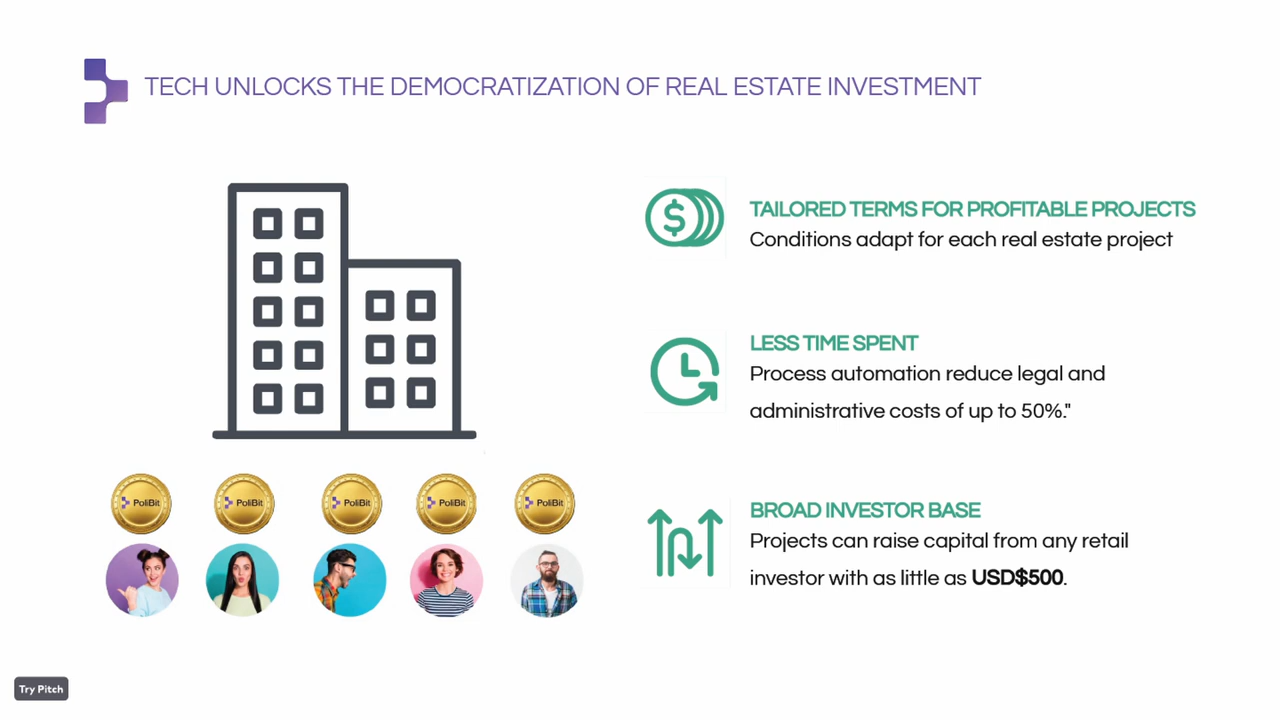 TECH UNLOCKS THE DEMOCRATIZATION OF REAL ESTATE INVESTMENT
$
TAILORED TERMS FOR PROFITABLE PROJECTS
Conditions adapt for each real estate project
LESS TIME SPENT
Process automation reduce legal and
administrative costs of up to 50%."
PoliBit PoliBit PoliBit PoliBit PoliBit
BROAD INVESTOR BASE
Projects can raise capital from any retail
investor with as little as USD$500.
Try Pitch